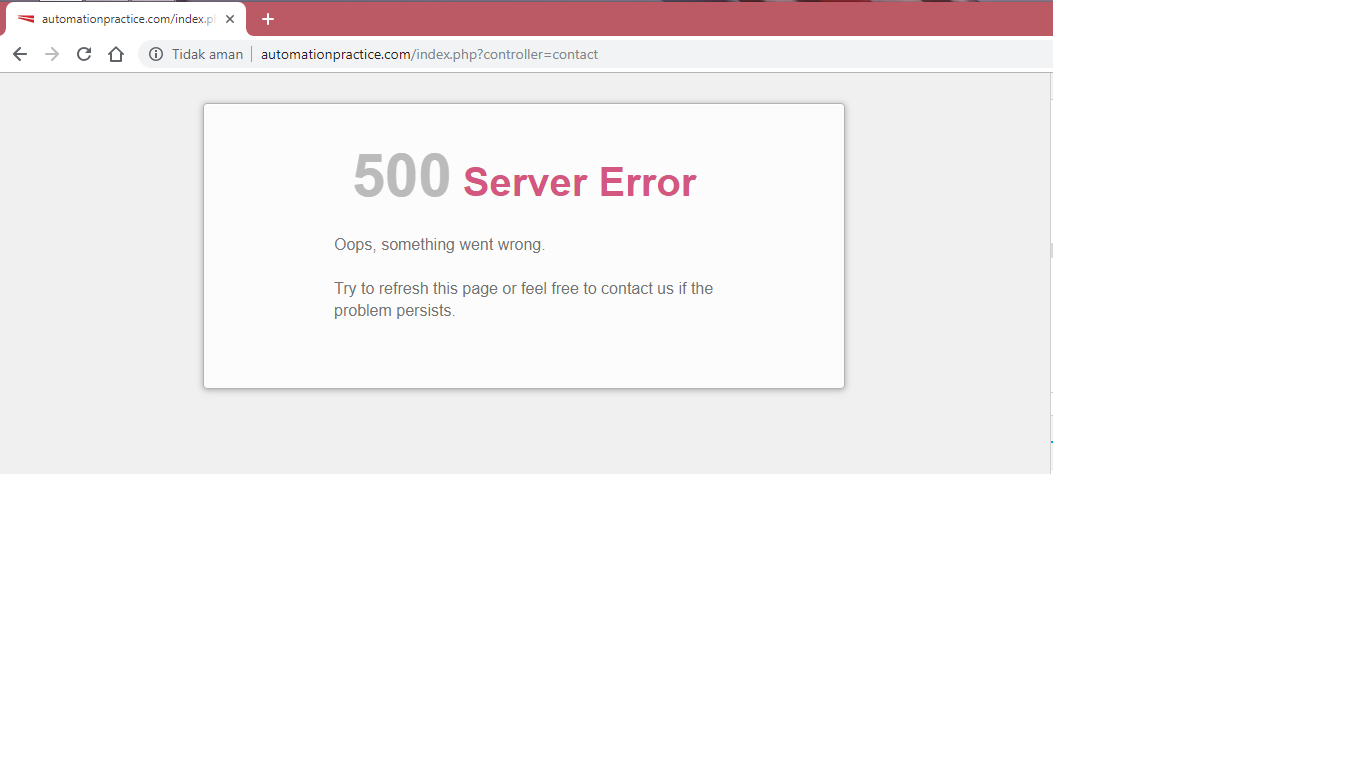 automationpractice.com/index.p
Tidak aman
automationpractice.com/index.php?controller=contact
500 Server Error
Oops, something went wrong.
Try to refresh this page or feel free to contact us if the
problem persists.